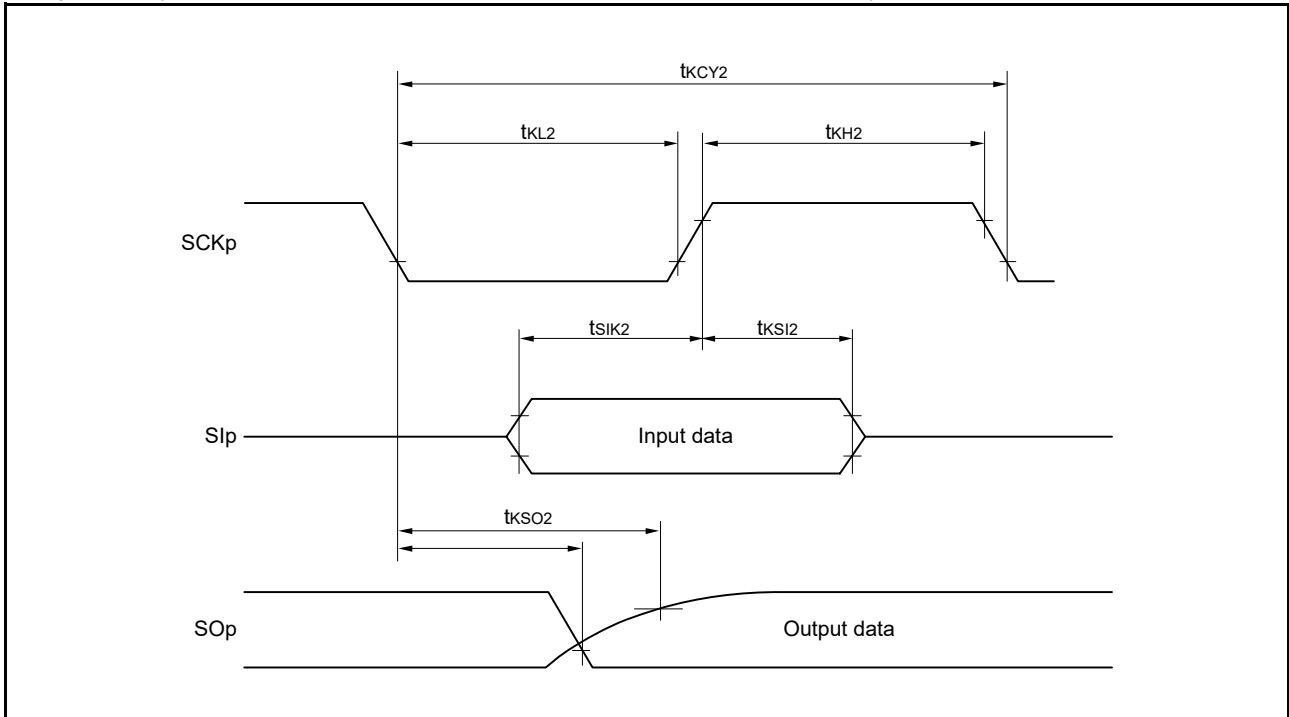 tKCY2
tKL2
tKH2
SCKp
tSIK2
tKSI2
SIp
Input data
tKSO2
SOp
Output data